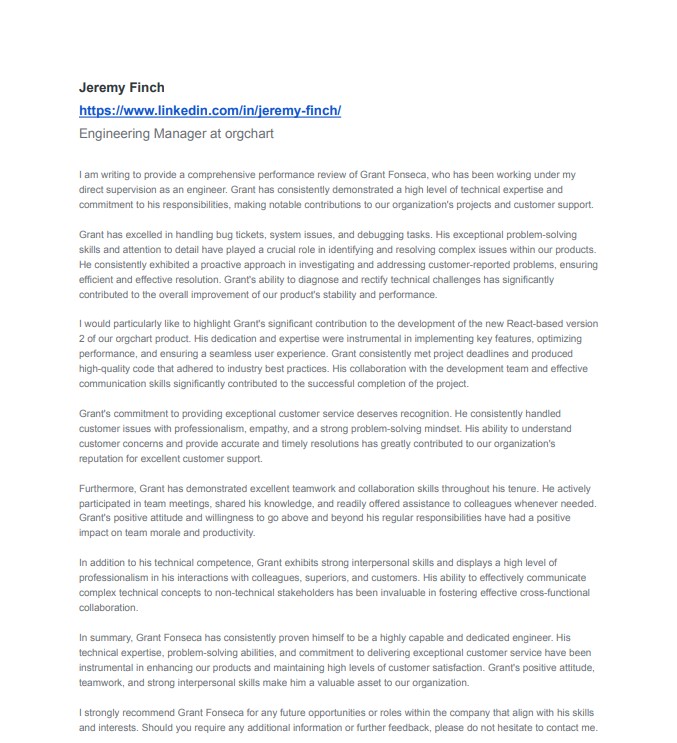 Jeremy Finch
https://www.linkedin.com/in/jeremy-finch/
Engineering Manager at orgchart
I am writing to provide a comprehensive performance review of Grant Fonseca, who has been working under my
direct supervision as an engineer. Grant has consistently demonstrated a high level of technical expertise and
commitment to his responsibilities, making notable contributions to our organization's projects and customer support.
Grant has excelled in handling bug tickets, system issues, and debugging tasks. His exceptional problem-solving
skills and attention to detail have played a crucial role in identifying and resolving complex issues within our products.
He consistently exhibited a proactive approach in investigating and addressing customer-reported problems, ensuring
efficient and effective resolution. Grant's ability to diagnose and rectify technical challenges has significantly
contributed to the overall improvement of our product's stability and performance.
I would particularly like to highlight Grant's significant contribution to the development of the new React-based version
2 of our orgchart product. His dedication and expertise were instrumental in implementing key features, optimizing
performance, and ensuring a seamless user experience. Grant consistently met project deadlines and produced
high-quality code that adhered to industry best practices. His collaboration with the development team and effective
communication skills significantly contributed to the successful completion of the project.
Grant's commitment to providing exceptional customer service deserves recognition. He consistently handled
customer issues with professionalism, empathy, and a strong problem-solving mindset. His ability to understand
customer concerns and provide accurate and timely resolutions has greatly contributed to our organization's
reputation for excellent customer support.
Furthermore, Grant has demonstrated excellent teamwork and collaboration skills throughout his tenure. He actively
participated in team meetings, shared his knowledge, and readily offered assistance to colleagues whenever needed.
Grant's positive attitude and willingness to go above and beyond his regular responsibilities have had a positive
impact on team morale and productivity.
In addition to his technical competence, Grant exhibits strong interpersonal skills and displays a high level of
professionalism in his interactions with colleagues, superiors, and customers. His ability to effectively communicate
complex technical concepts to non-technical stakeholders has been invaluable in fostering effective cross-functional
collaboration.
In summary, Grant Fonseca has consistently proven himself to be a highly capable and dedicated engineer. His
technical expertise, problem-solving abilities, and commitment to delivering exceptional customer service have been
instrumental in enhancing our products and maintaining high levels of customer satisfaction. Grant's positive attitude,
teamwork, and strong interpersonal skills make him a valuable asset to our organization.
I strongly recommend Grant Fonseca for any future opportunities or roles within the company that align with his skills
and interests. Should you require any additional information or further feedback, please do not hesitate to contact me.